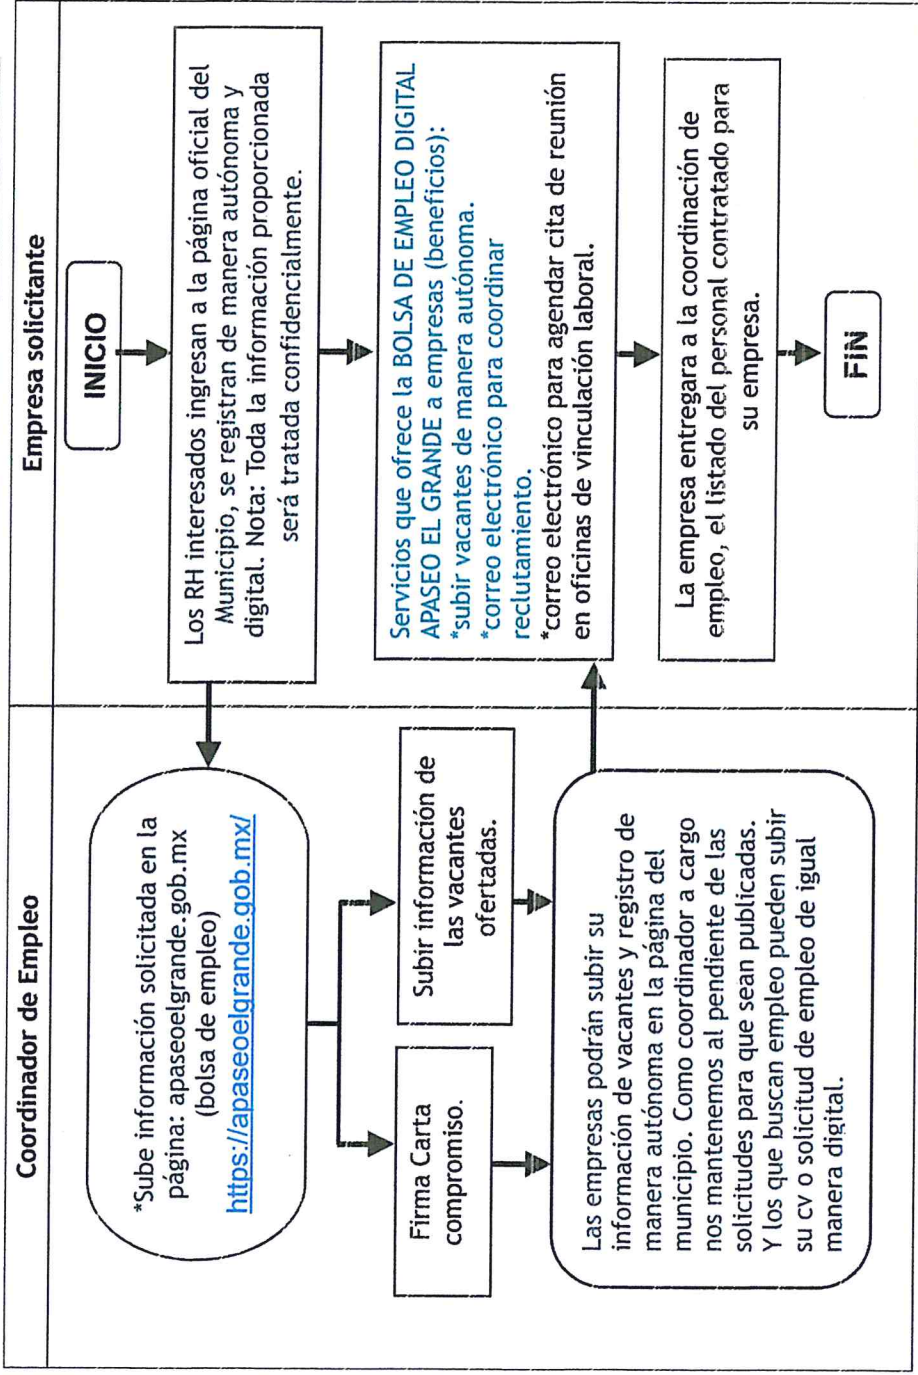 Coordinador de Empleo
Empresa solicitante
INICIO
Los RH interesados ingresan a la página oficial del
Municipio, se registran de manera autónoma y
digital. Nota: Toda la información proporcionada
será tratada confidencialmente.
*Sube información solicitada en la
página: apaseoelgrande.gob.mx
(bolsa de empleo)
https://apaseoelgrande.gob.mx/
Firma Carta
compromiso.
Subir información de
las vacantes
ofertadas.
Las empresas podrán subir su
información de vacantes y registro de
manera autónoma en la página del
municipio. Como coordinador a cargo
nos mantenemos al pendiente de las
solicitudes para que sean publicadas.
Y los que buscan empleo pueden subir
su cv o solicitud de empleo de igual
manera digital.
Servicios que ofrece la BOLSA DE EMPLEO DIGITAL
APASEO EL GRANDE a empresas (beneficios):
*subir vacantes de manera autónoma.
*correo electrónico para coordinar
reclutamiento.
*correo electrónico para agendar cita de reunión
en oficinas de vinculación laboral.
La empresa entregara a la coordinación de
empleo, el listado del personal contratado para
su empresa.
FIN